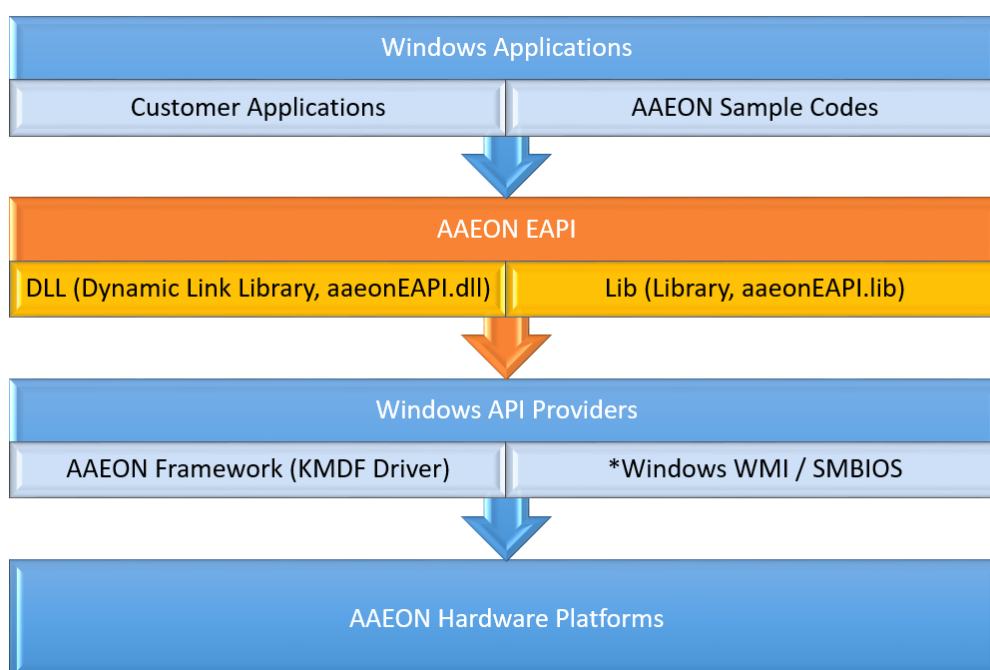 Windows Applications
Customer Applications
AAEON Sample Codes
AAEON EAPI
DLL (Dynamic Link Library, aaeonEAPI.dll)
Lib (Library, aaeonEAPI.lib)
Windows API Providers
AAEON Framework (KMDF Driver)
*Windows WMI / SMBIOS
AAEON Hardware Platforms